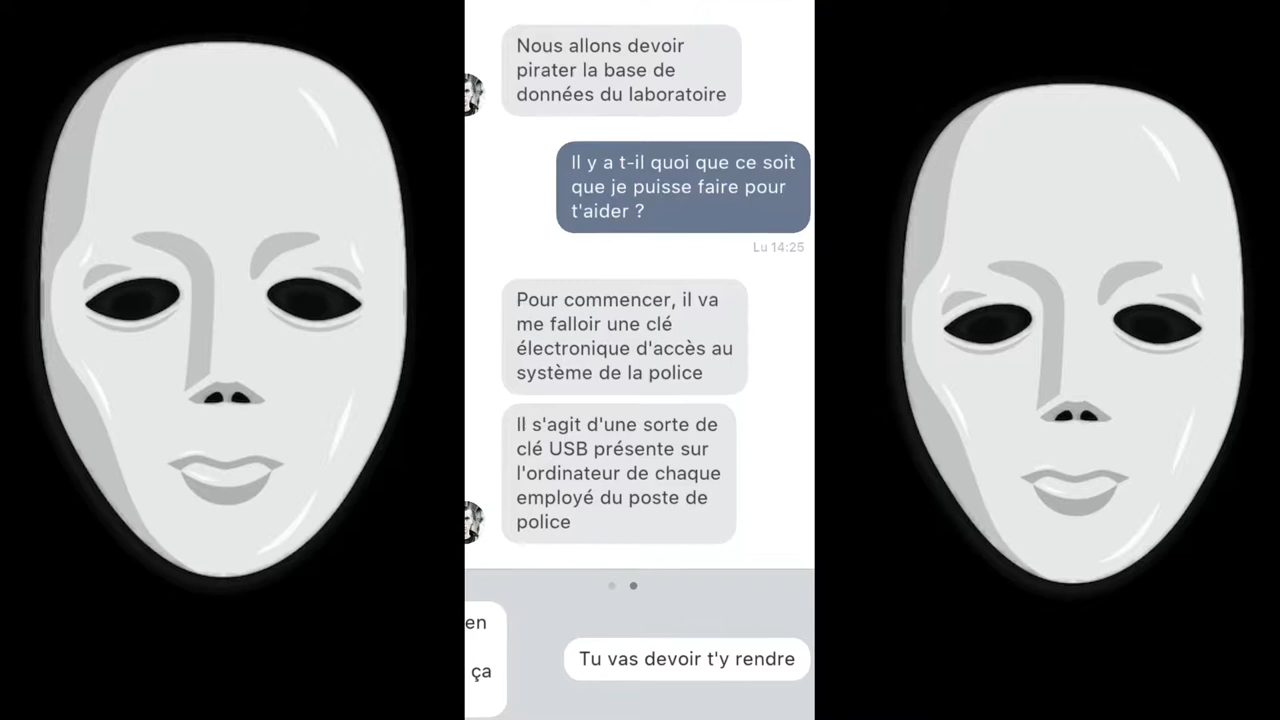 Nous allons devoir
pirater la base de
données du laboratoire
Il y a t-il quoi que ce soit
que je puisse faire pour
t'aider ?
Lu 14:25
Pour commencer, il va
me falloir une clé
électronique d'accès au
système de la police
Il s'agit d'une sorte de
clé USB présente sur
l'ordinateur de chaque
employé du poste de
police
en
ça
Tu vas devoir t'y rendre